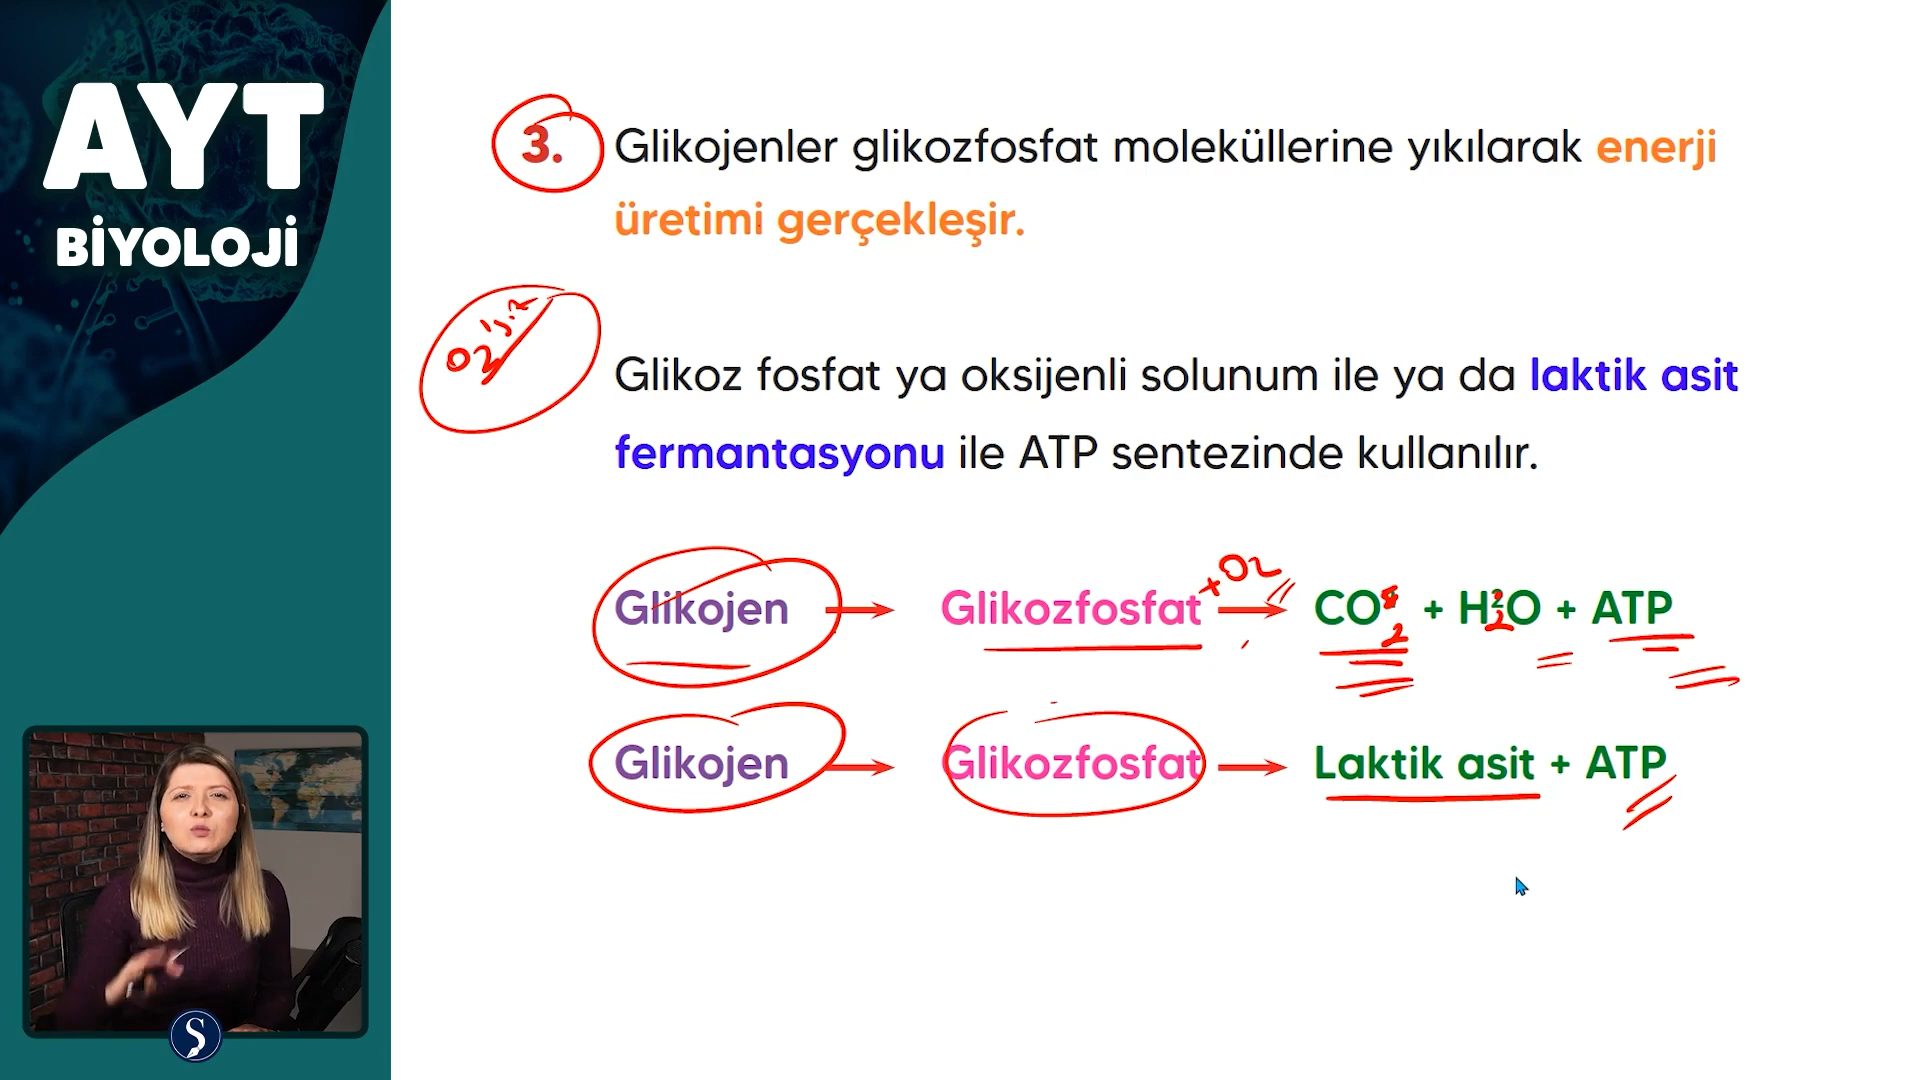 AYT
BİYOLOJİ
3. Glikojenler glikozfosfat moleküllerine yıkılarak enerji
üretimi gerçekleşir.
O2's.z
Glikoz fosfat ya oksijenli solunum ile ya da laktik asit
fermantasyonu ile ATP sentezinde kullanılır.
+O2
Glikojen → Glikozfosfat → CO2 + H2O + ATP
Glikojen → Glikozfosfat → Laktik asit + ATP
S